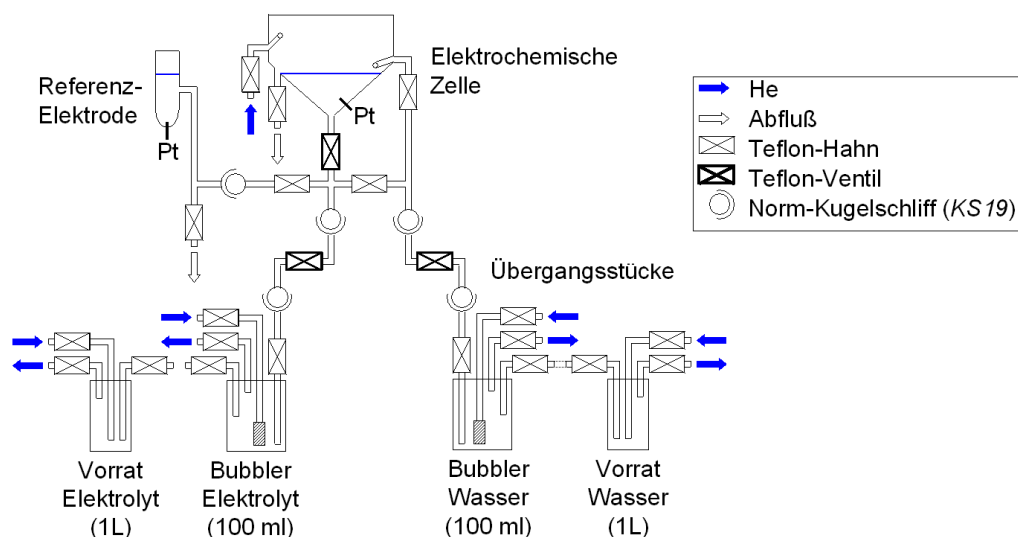 Referenz-
Elektrode
Pt
Elektrochemische
Zelle
Pt
He
Abfluß
Teflon-Hahn
Teflon-Ventil
Norm-Kugelschliff (KS19)
Übergangsstücke
Vorrat
Elektrolyt
(1L)
Bubbler
Elektrolyt
(100 ml)
Bubbler
Wasser
(100 ml)
Vorrat
Wasser
(1L)